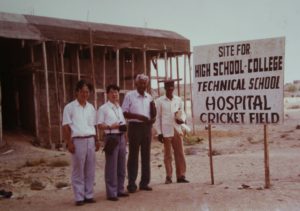 SITE FOR
HIGH SCHOOL-COLLEGE
TECHNICAL SCHOOL
HOSPITAL
CRICKET FIELD